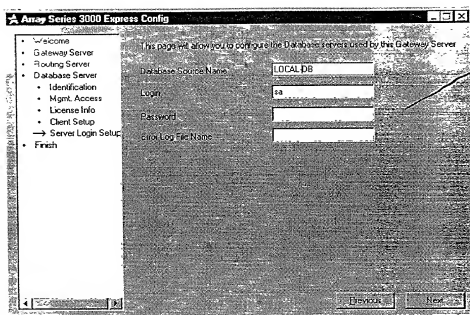 Array Series 3000 Express Config
Welcome
Gateway Server
Routing Server
Database Server
Identification
Mgmt. Access
License Info
Client Setup
Server Login Setup
Finish
This page will allow you to configure the Database servers used by this Gateway Server
Database Source Name
LOCAL-DB
Login
sa
Password
Error Log File Name
Previous
Next